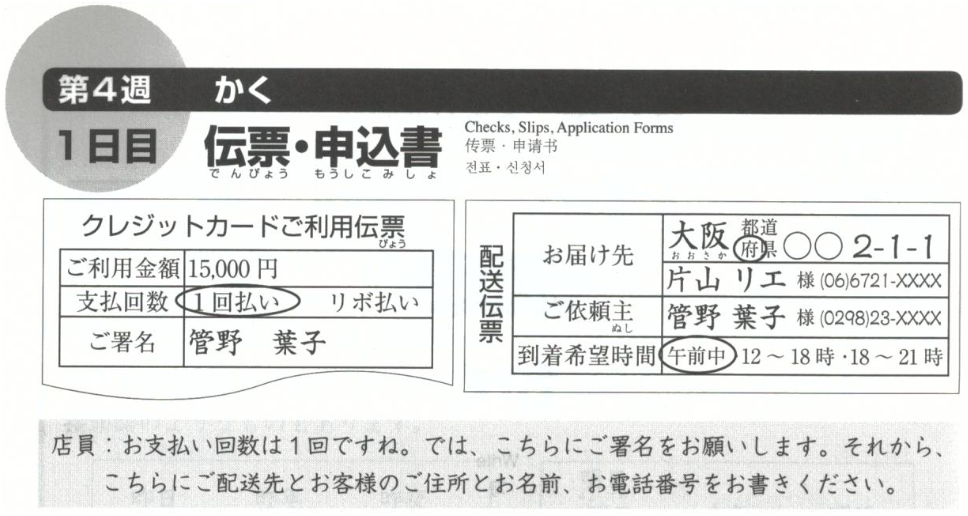 第4週 かく
1日目 伝票・申込書
でんぴょう もうしこみしょ
Checks, Slips, Application Forms
传票・申请书
전표・신청서
クレジットカードご利用伝票
びょう
ご利用金額 15,000 円
支払回数 1回払い リボ払い
ご署名 管野 葉子
配送伝票
お届け先 大阪 都道府県 〇〇 2-1-1
おおさか
片山 リエ 様 (06)6721-XXXX
ご依頼主 管野 葉子 様 (0298)23-XXXX
ぬし
到着希望時間 午前中 12〜18時・18〜21時
店員：お支払い回数は1回ですね。では、こちらにご署名をお願いします。それから、
こちらにご配送先とお客様のご住所とお名前、お電話番号をお書きください。